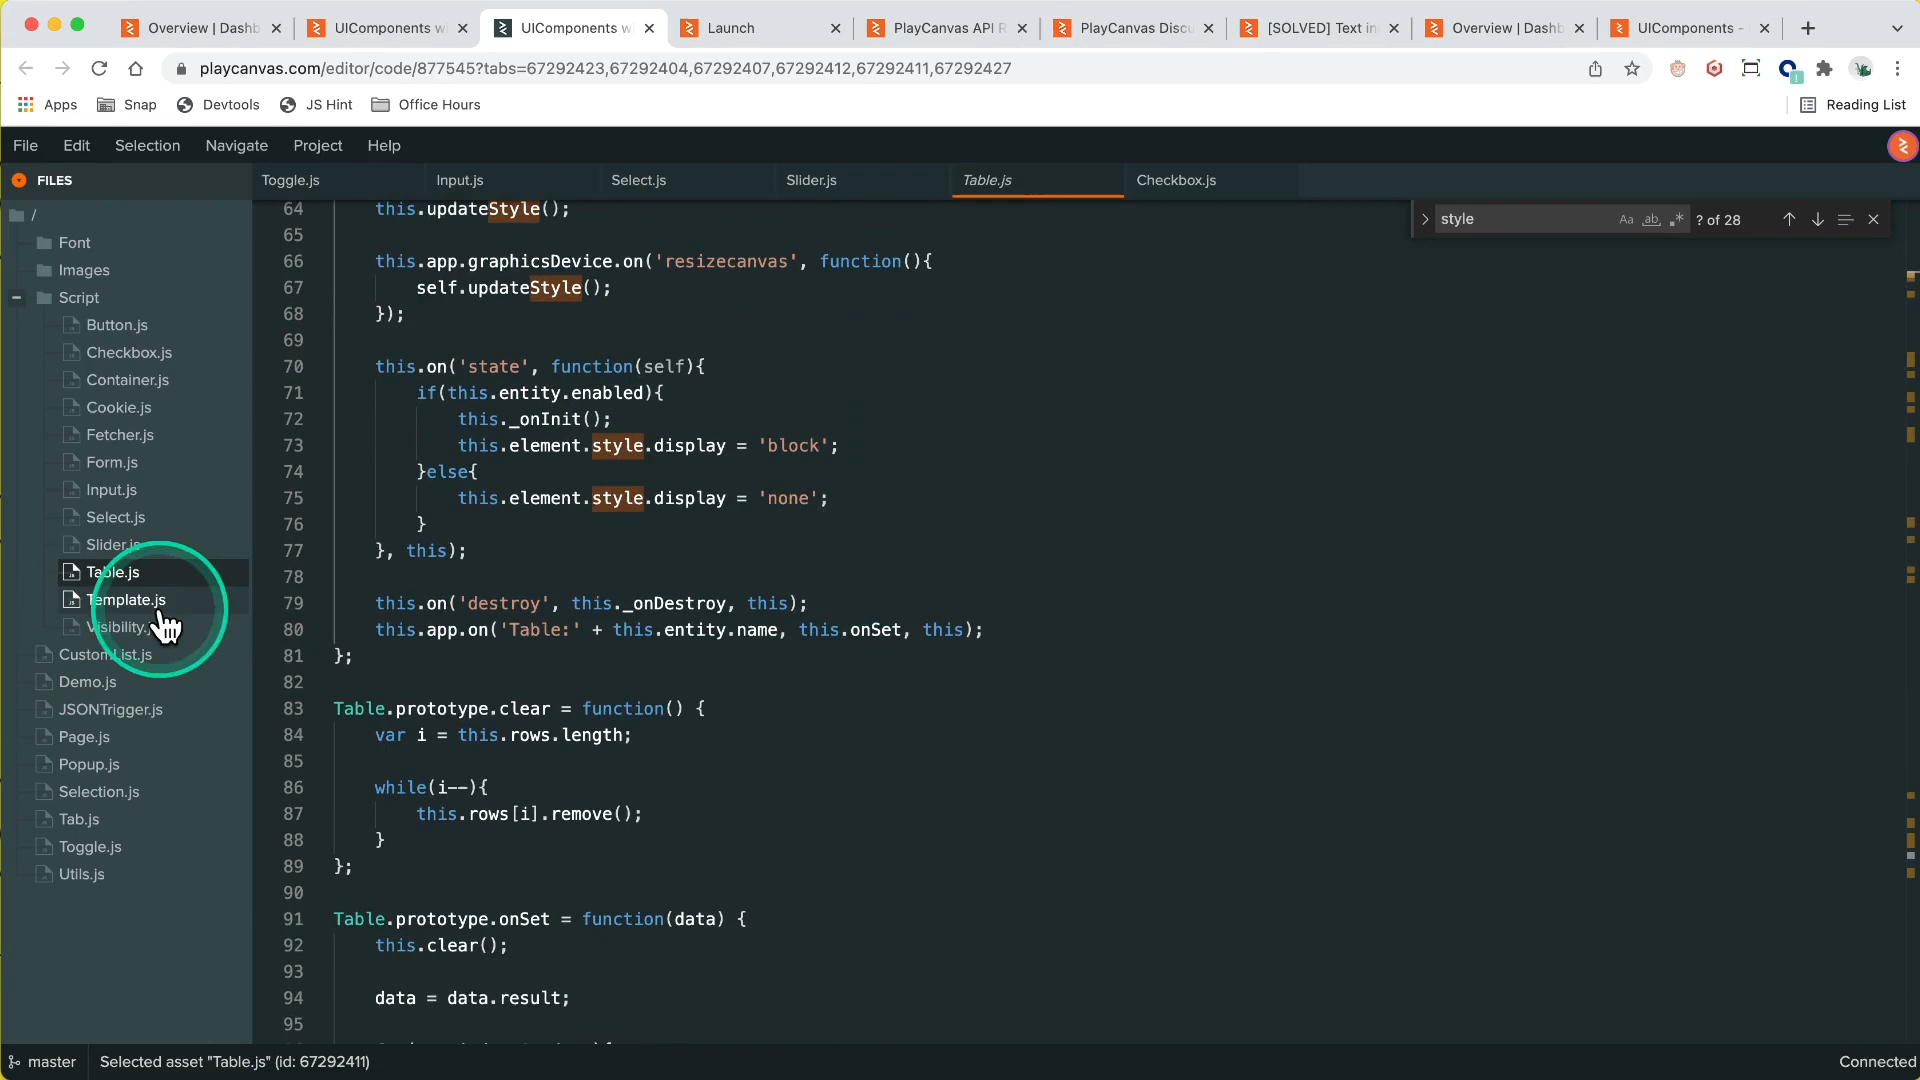 Overview | Dashb
UIComponents wi
UIComponents wi
Launch
PlayCanvas API R
PlayCanvas Discu
[SOLVED] Text in
Overview | Dashb
UIComponents -
playcanvas.com/editor/code/877545?tabs=67292423,67292404,67292407,67292412,67292411,67292427
Apps
Snap
Devtools
JS Hint
Office Hours
Reading List
File
Edit
Selection
Navigate
Project
Help
FILES
Toggle.js
Input.js
Select.js
Slider.js
Table.js
Checkbox.js
style
Aa
ab
? of 28
/
Font
Images
Script
Button.js
Checkbox.js
Container.js
Cookie.js
Fetcher.js
Form.js
Input.js
Select.js
Slider.js
Table.js
Template.js
Visibility.j
CustomList.js
Demo.js
JSONTrigger.js
Page.js
Popup.js
Selection.js
Tab.js
Toggle.js
Utils.js
64 this.updateStyle();
65
66 this.app.graphicsDevice.on('resizecanvas', function(){
67 self.updateStyle();
68 });
69
70 this.on('state', function(self){
71 if(this.entity.enabled){
72 this._onInit();
73 this.element.style.display = 'block';
74 }else{
75 this.element.style.display = 'none';
76 }
77 }, this);
78
79 this.on('destroy', this._onDestroy, this);
80 this.app.on('Table:' + this.entity.name, this.onSet, this);
81 };
82
83 Table.prototype.clear = function() {
84 var i = this.rows.length;
85
86 while(i--){
87 this.rows[i].remove();
88 }
89 };
90
91 Table.prototype.onSet = function(data) {
92 this.clear();
93
94 data = data.result;
95
master
Selected asset "Table.js" (id: 67292411)
Connected